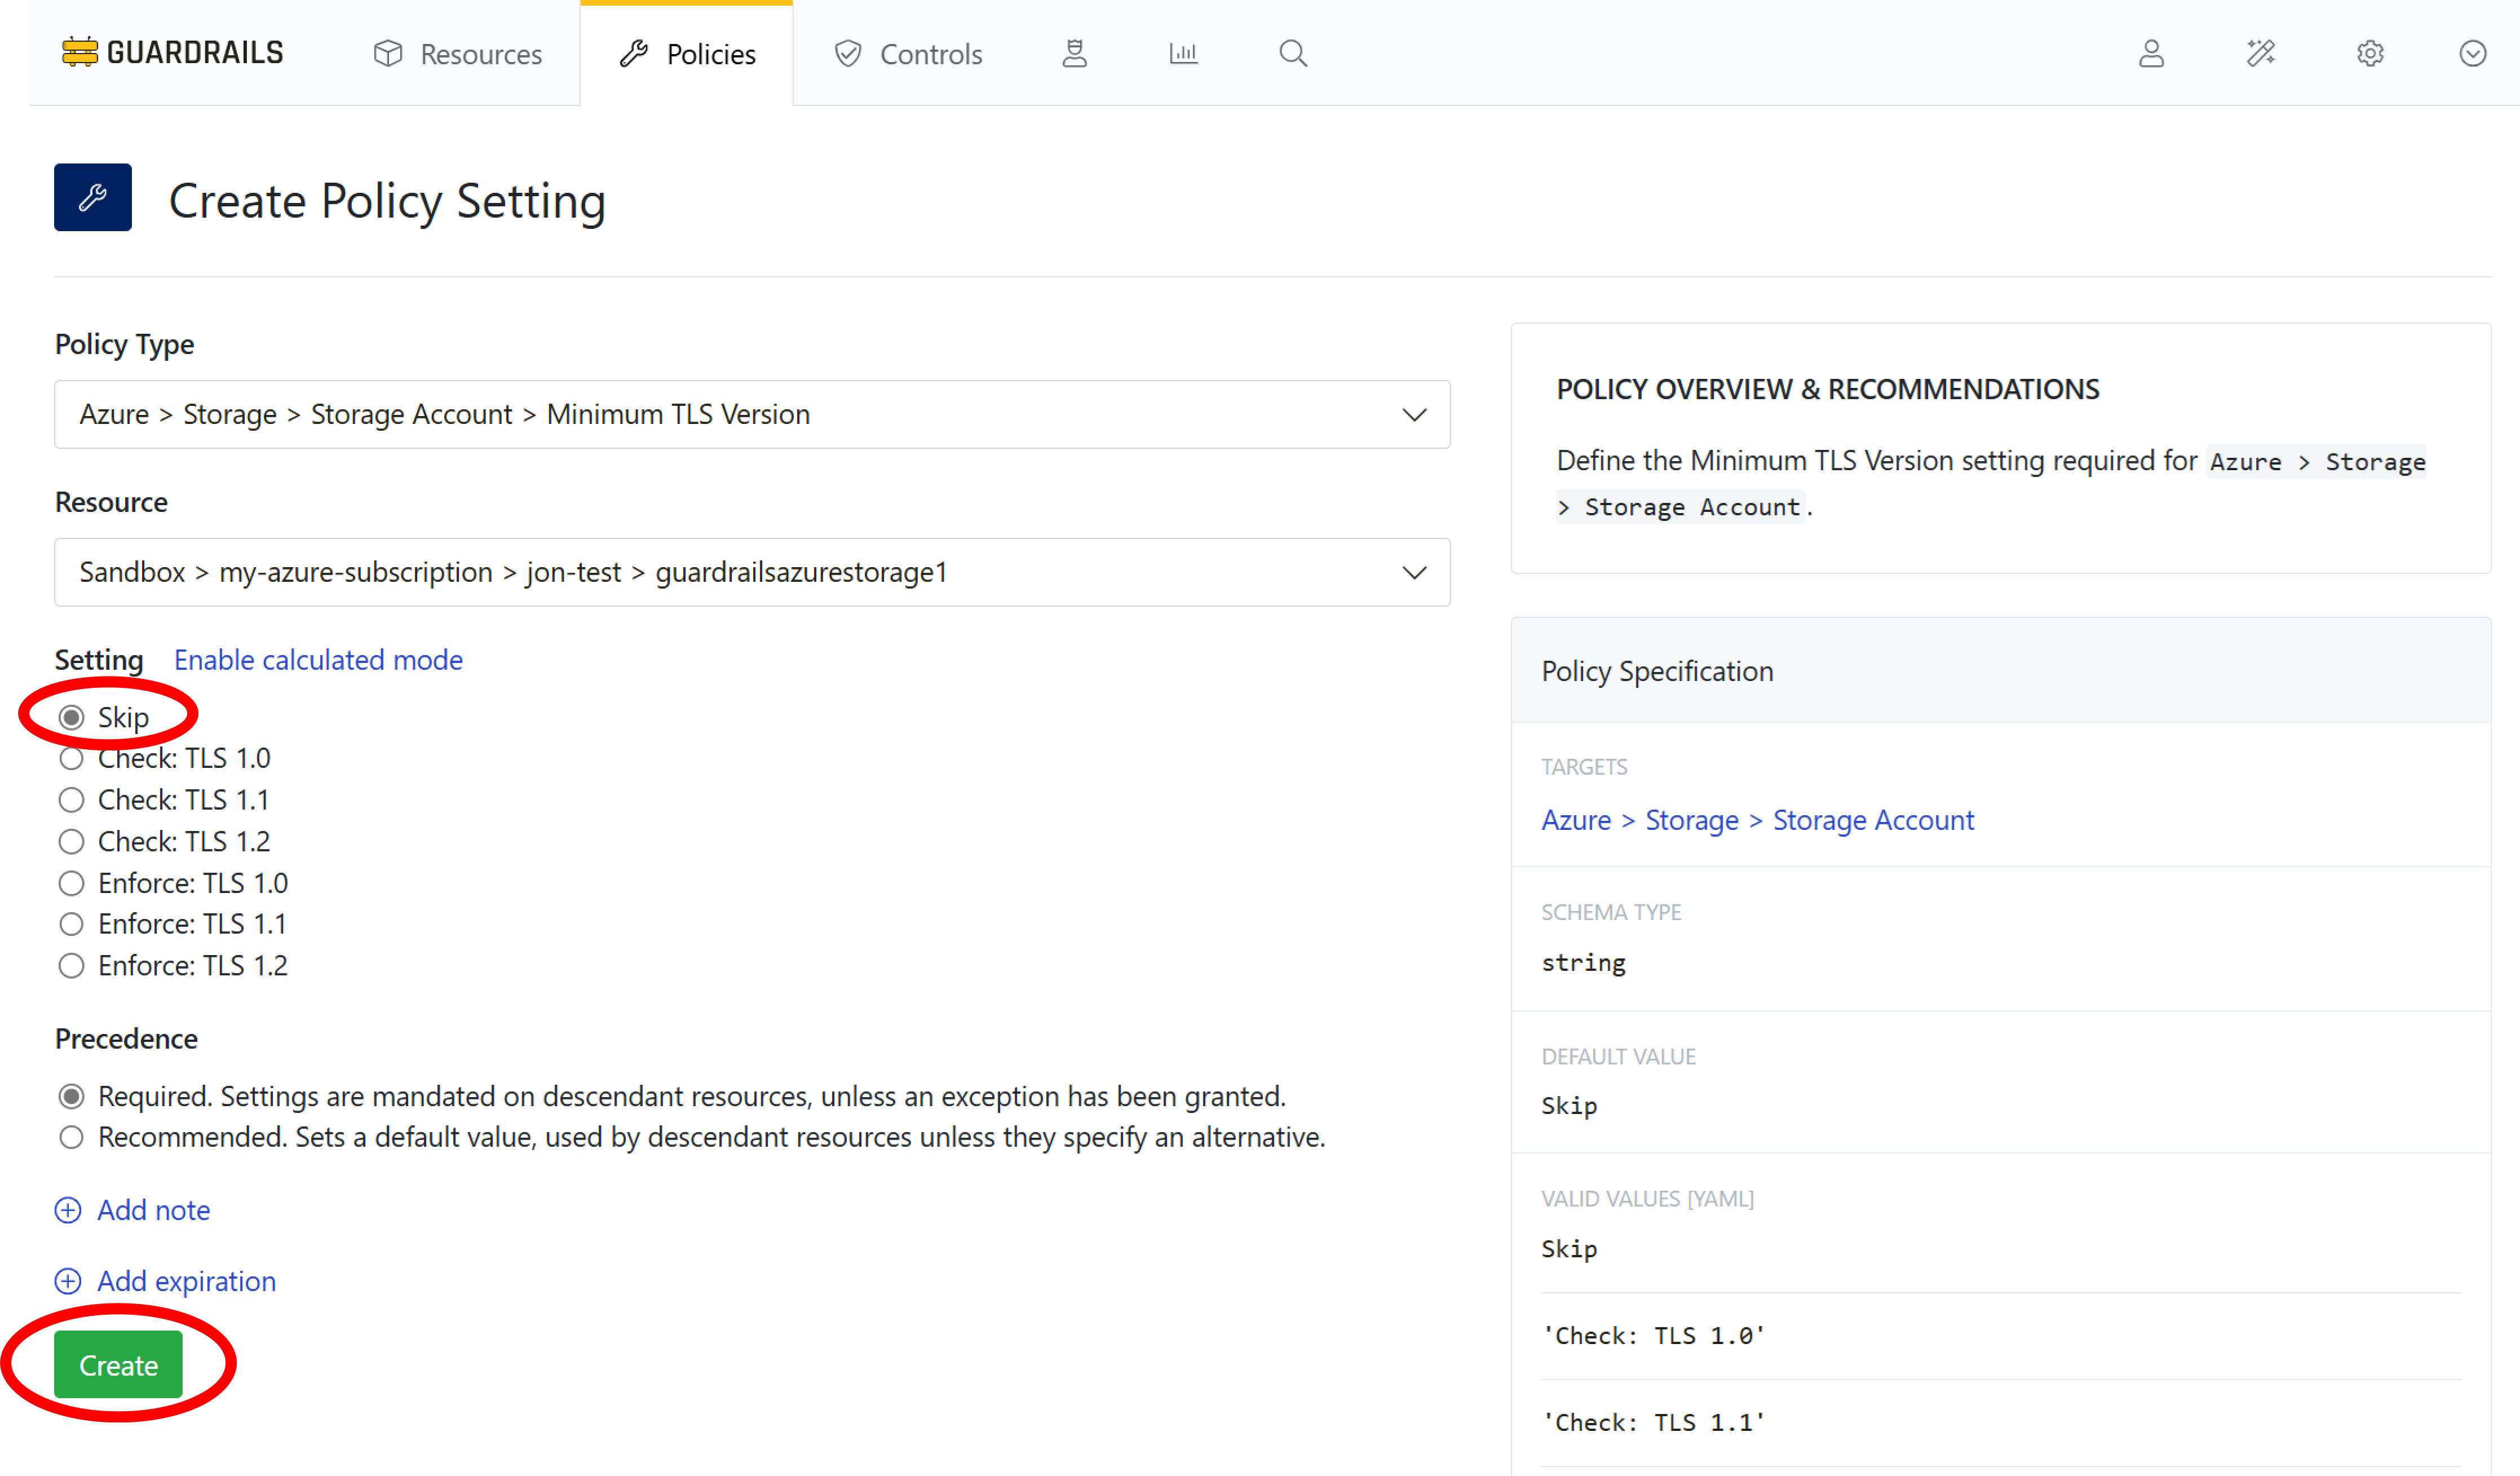 GUARDRAILS
Resources
Policies
Controls
Create Policy Setting
Policy Type
Azure > Storage > Storage Account > Minimum TLS Version
Resource
Sandbox > my-azure-subscription > jon-test > guardrailsazurestorage1
Setting Enable calculated mode
Skip
Check: TLS 1.0
Check: TLS 1.1
Check: TLS 1.2
Enforce: TLS 1.0
Enforce: TLS 1.1
Enforce: TLS 1.2
Precedence
Required. Settings are mandated on descendant resources, unless an exception has been granted.
Recommended. Sets a default value, used by descendant resources unless they specify an alternative.
Add note
Add expiration
Create
POLICY OVERVIEW & RECOMMENDATIONS
Define the Minimum TLS Version setting required for Azure > Storage
> Storage Account.
Policy Specification
TARGETS
Azure > Storage > Storage Account
SCHEMA TYPE
string
DEFAULT VALUE
Skip
VALID VALUES [YAML]
Skip
'Check: TLS 1.0'
'Check: TLS 1.1'